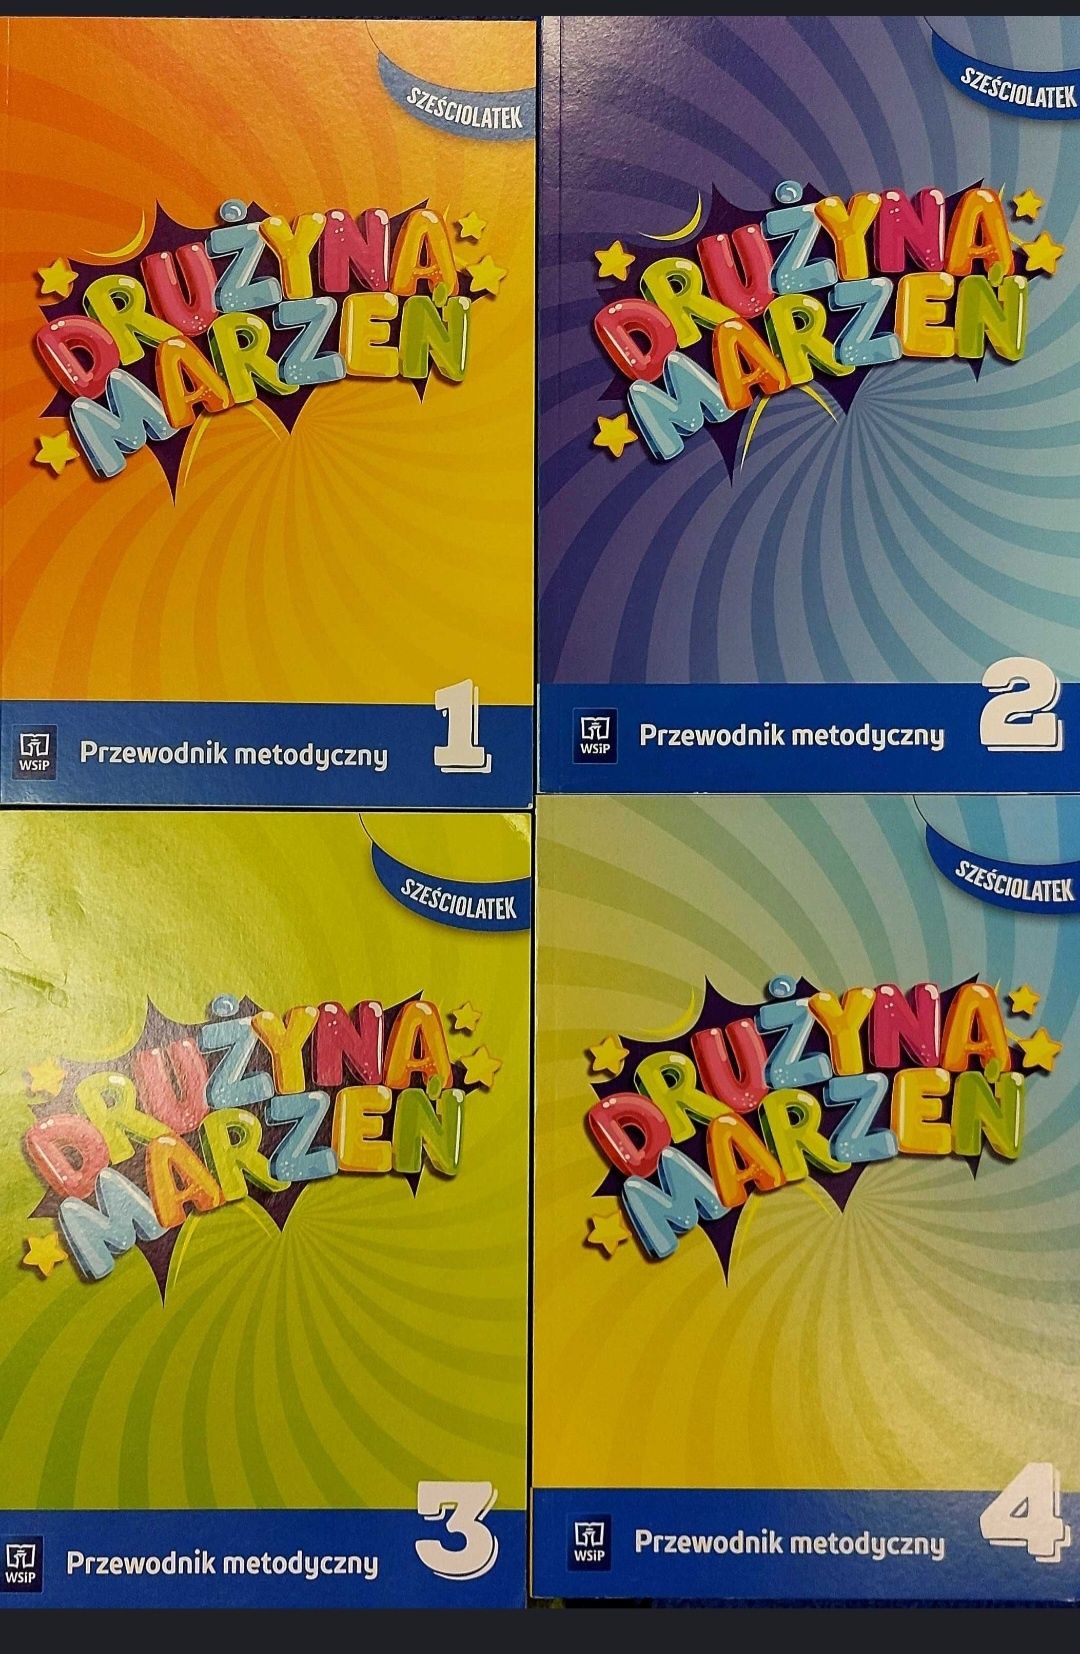 SZEŚCIOLATEK
DRUŻYNA
MARZEŃ
1
WSiP
Przewodnik metodyczny
SZEŚCIOLATEK
DRUŻYNA
MARZEŃ
2
WSiP
Przewodnik metodyczny
SZEŚCIOLATEK
DRUŻYNA
MARZEŃ
3
WSiP
Przewodnik metodyczny
SZEŚCIOLATEK
DRUŻYNA
MARZEŃ
4
WSiP
Przewodnik metodyczny